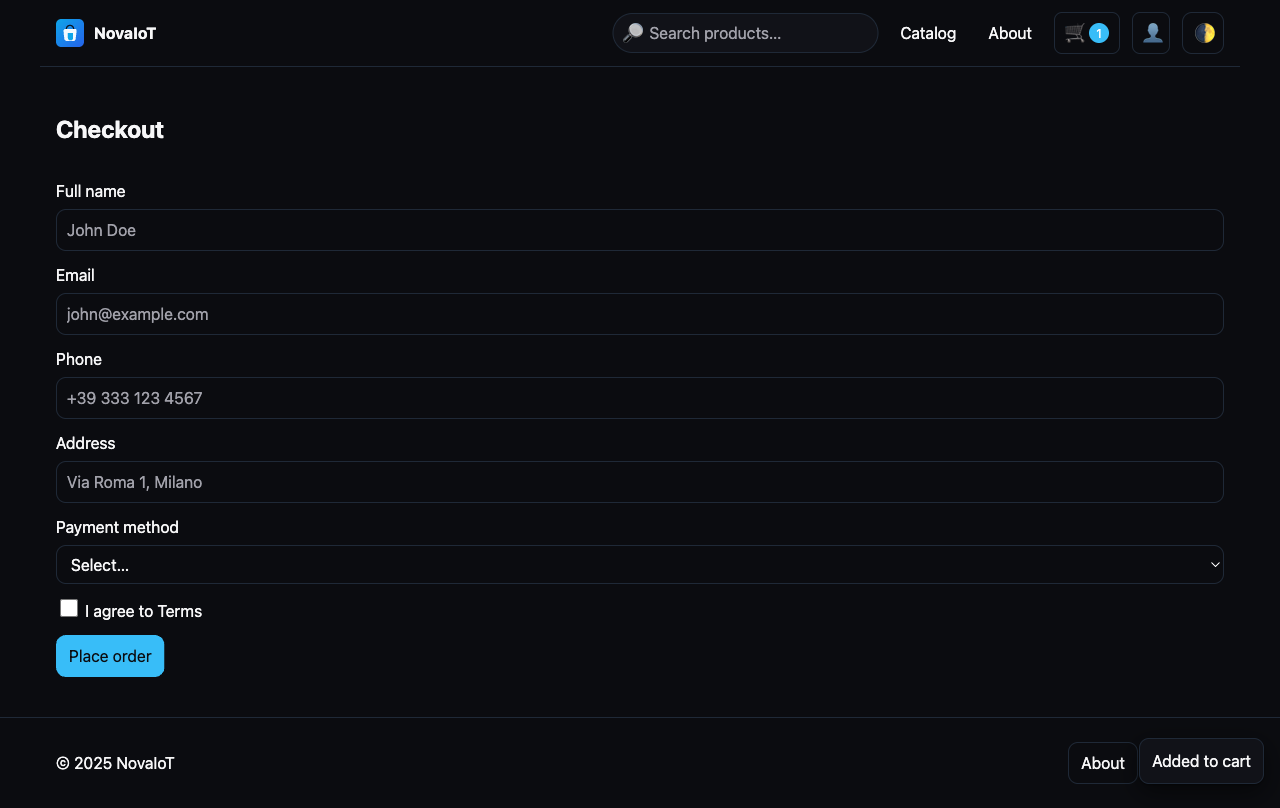 NovaIoT
Search products...
Catalog
About
1
Checkout
Full name
John Doe
Email
john@example.com
Phone
+39 333 123 4567
Address
Via Roma 1, Milano
Payment method
Select...
I agree to Terms
Place order
© 2025 NovaIoT
About
Added to cart